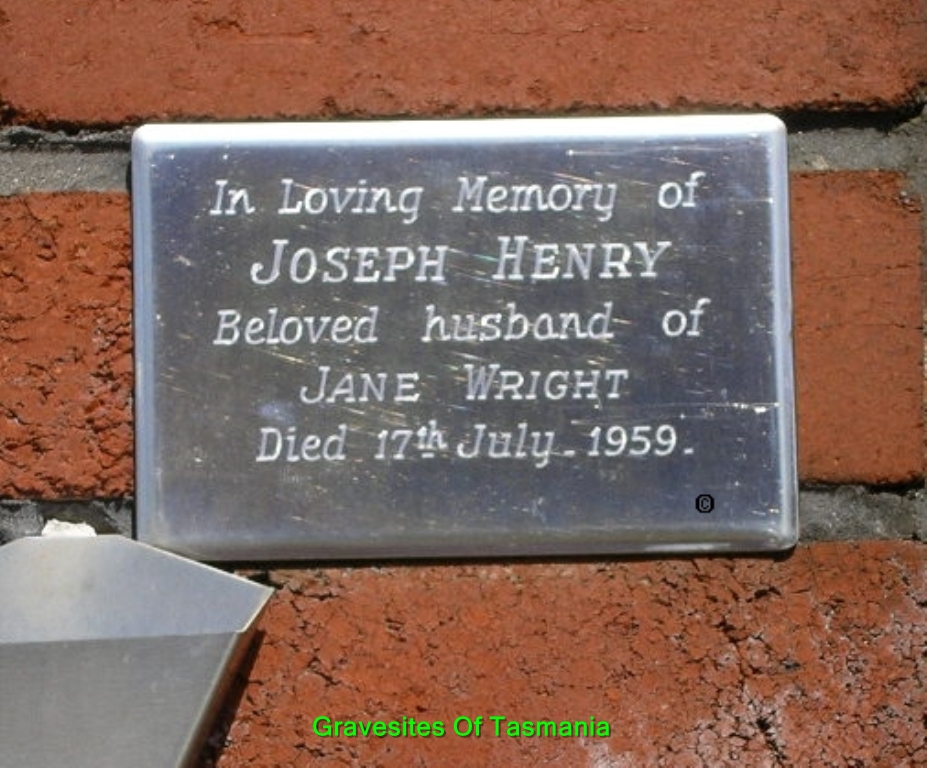 In Loving Memory of
JOSEPH HENRY
Beloved husband of
JANE WRIGHT
Died 17th July. 1959.
©
Gravesites Of Tasmania